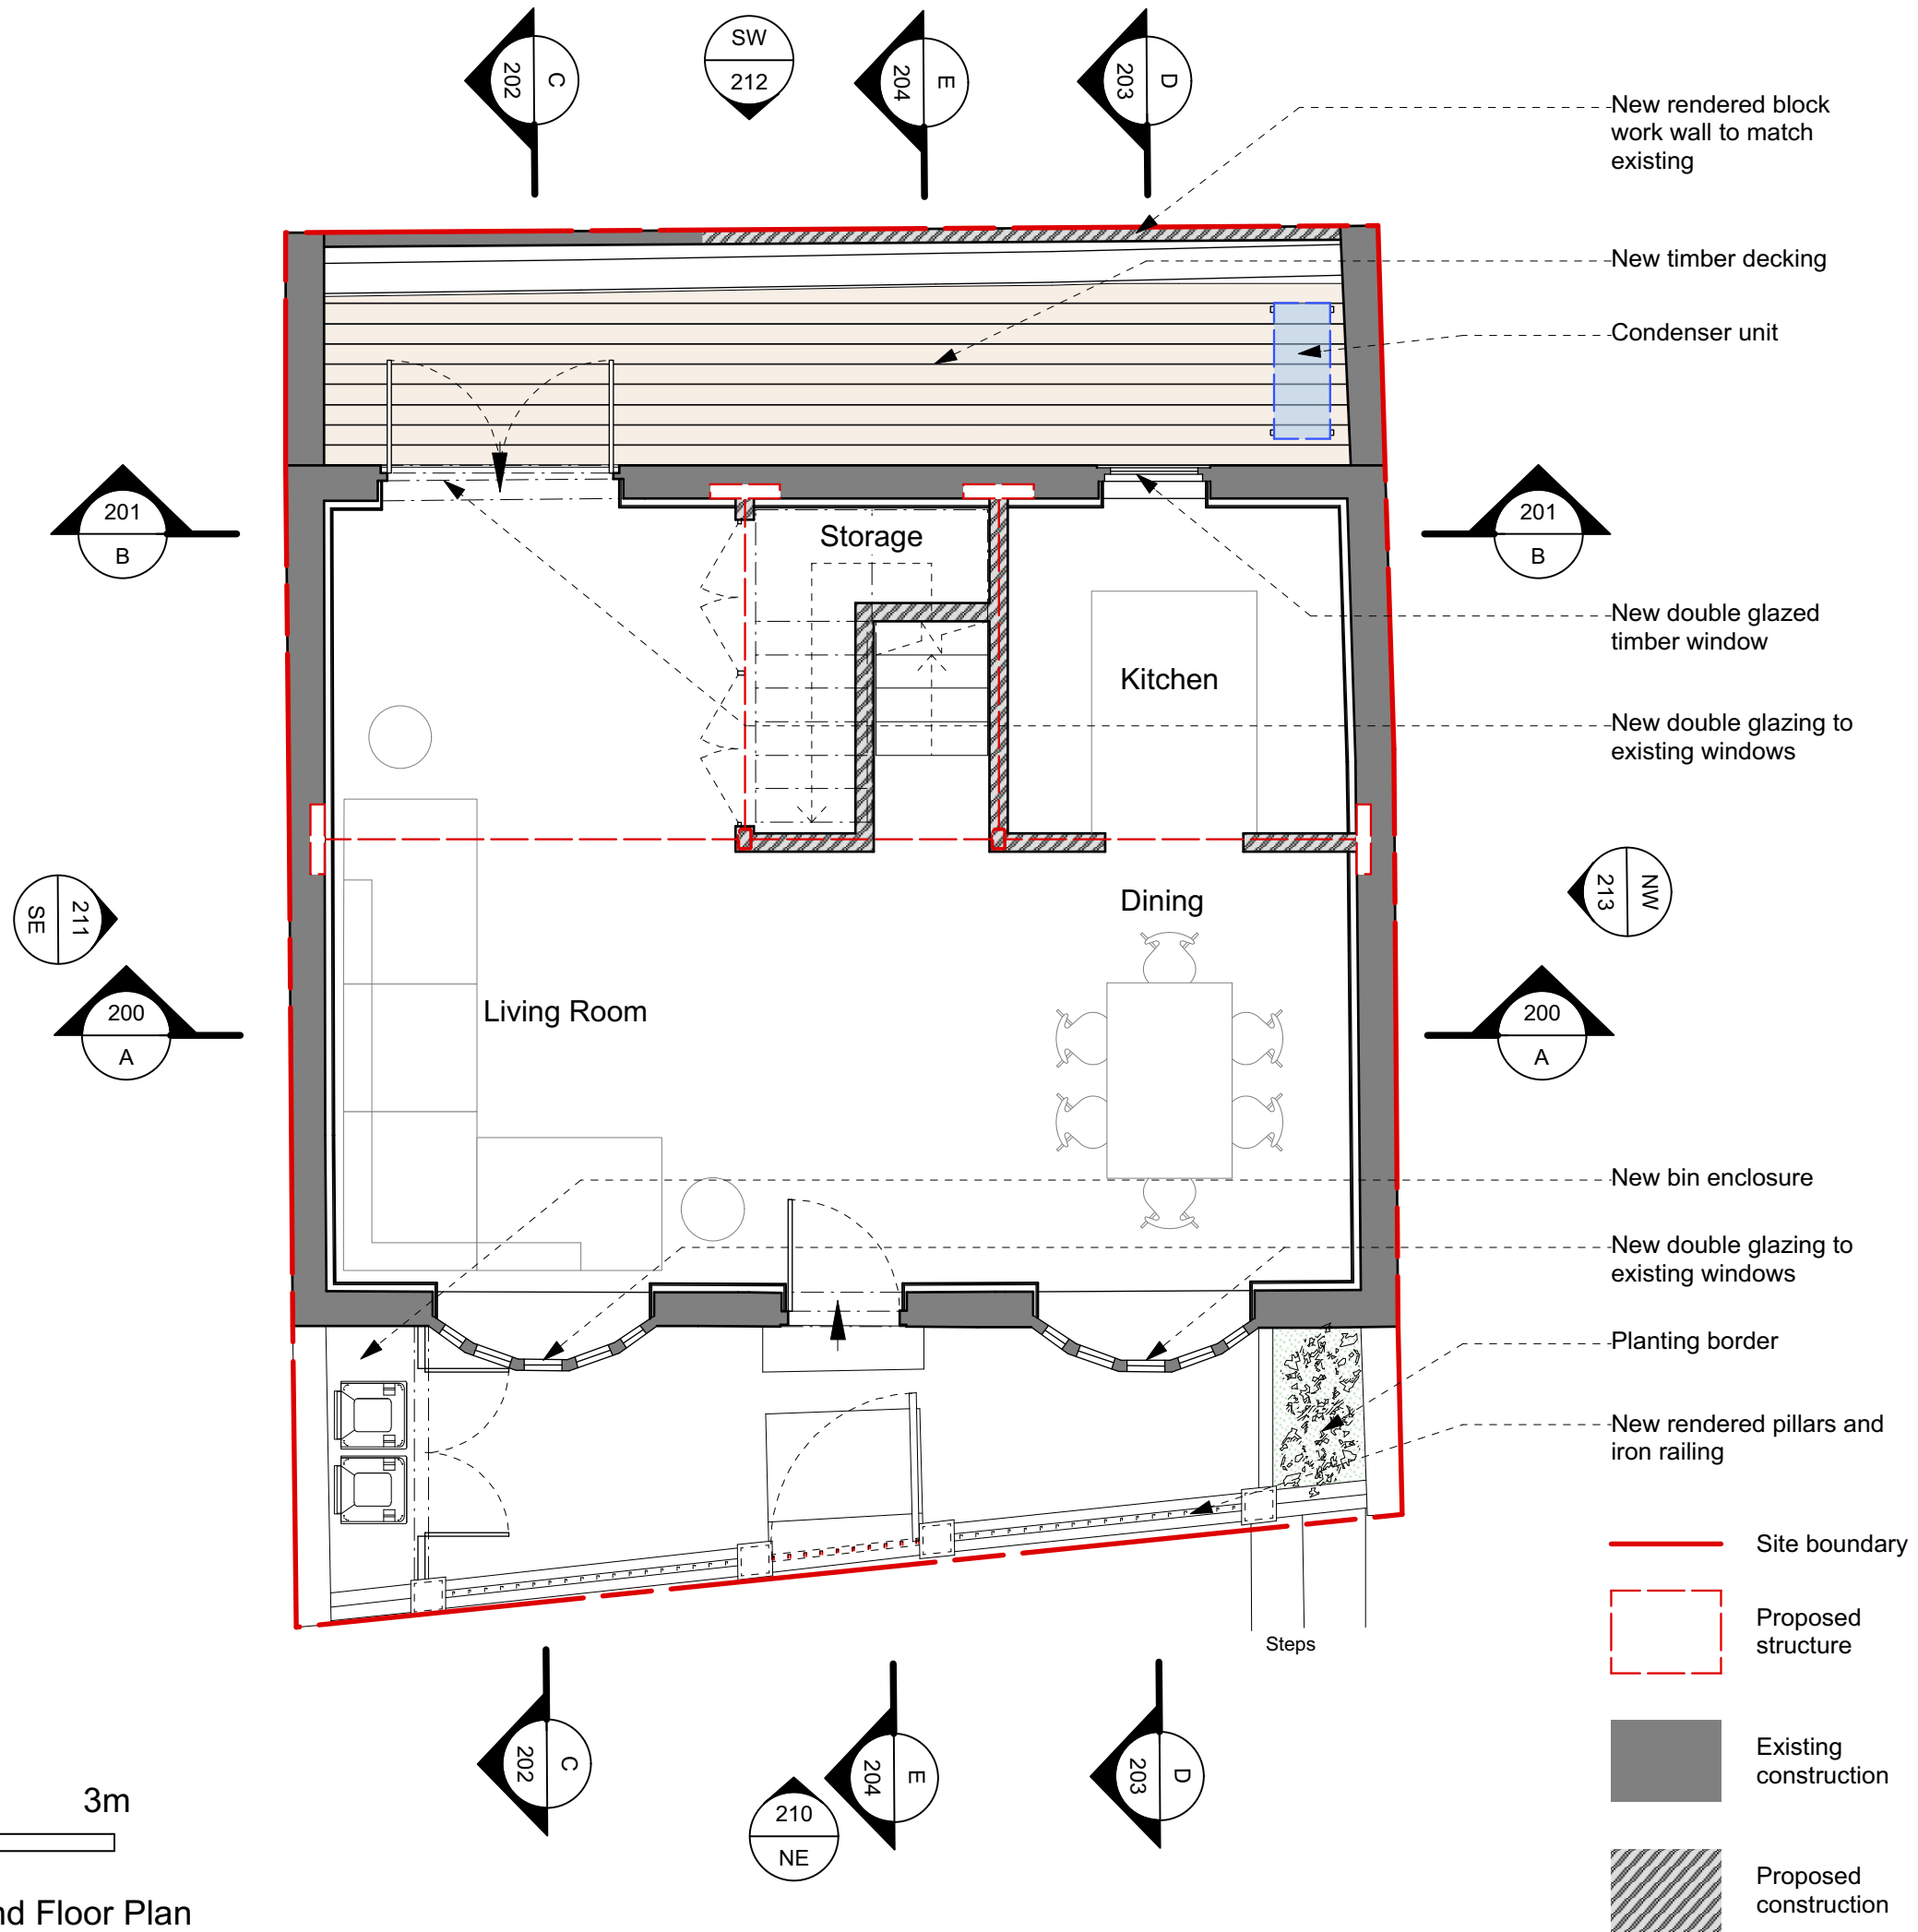 C
202
SW
212
E
204
D
203
New rendered block
work wall to match
existing
New timber decking
Condenser unit
201
B
Storage
201
B
New double glazed
timber window
Kitchen
New double glazing to
existing windows
211
SE
Dining
NW
213
200
A
Living Room
200
A
New bin enclosure
New double glazing to
existing windows
Planting border
New rendered pillars and
iron railing
Site boundary
Steps
Proposed
structure
C
202
E
204
D
203
210
NE
Existing
construction
3m
Proposed
construction
Floor Plan